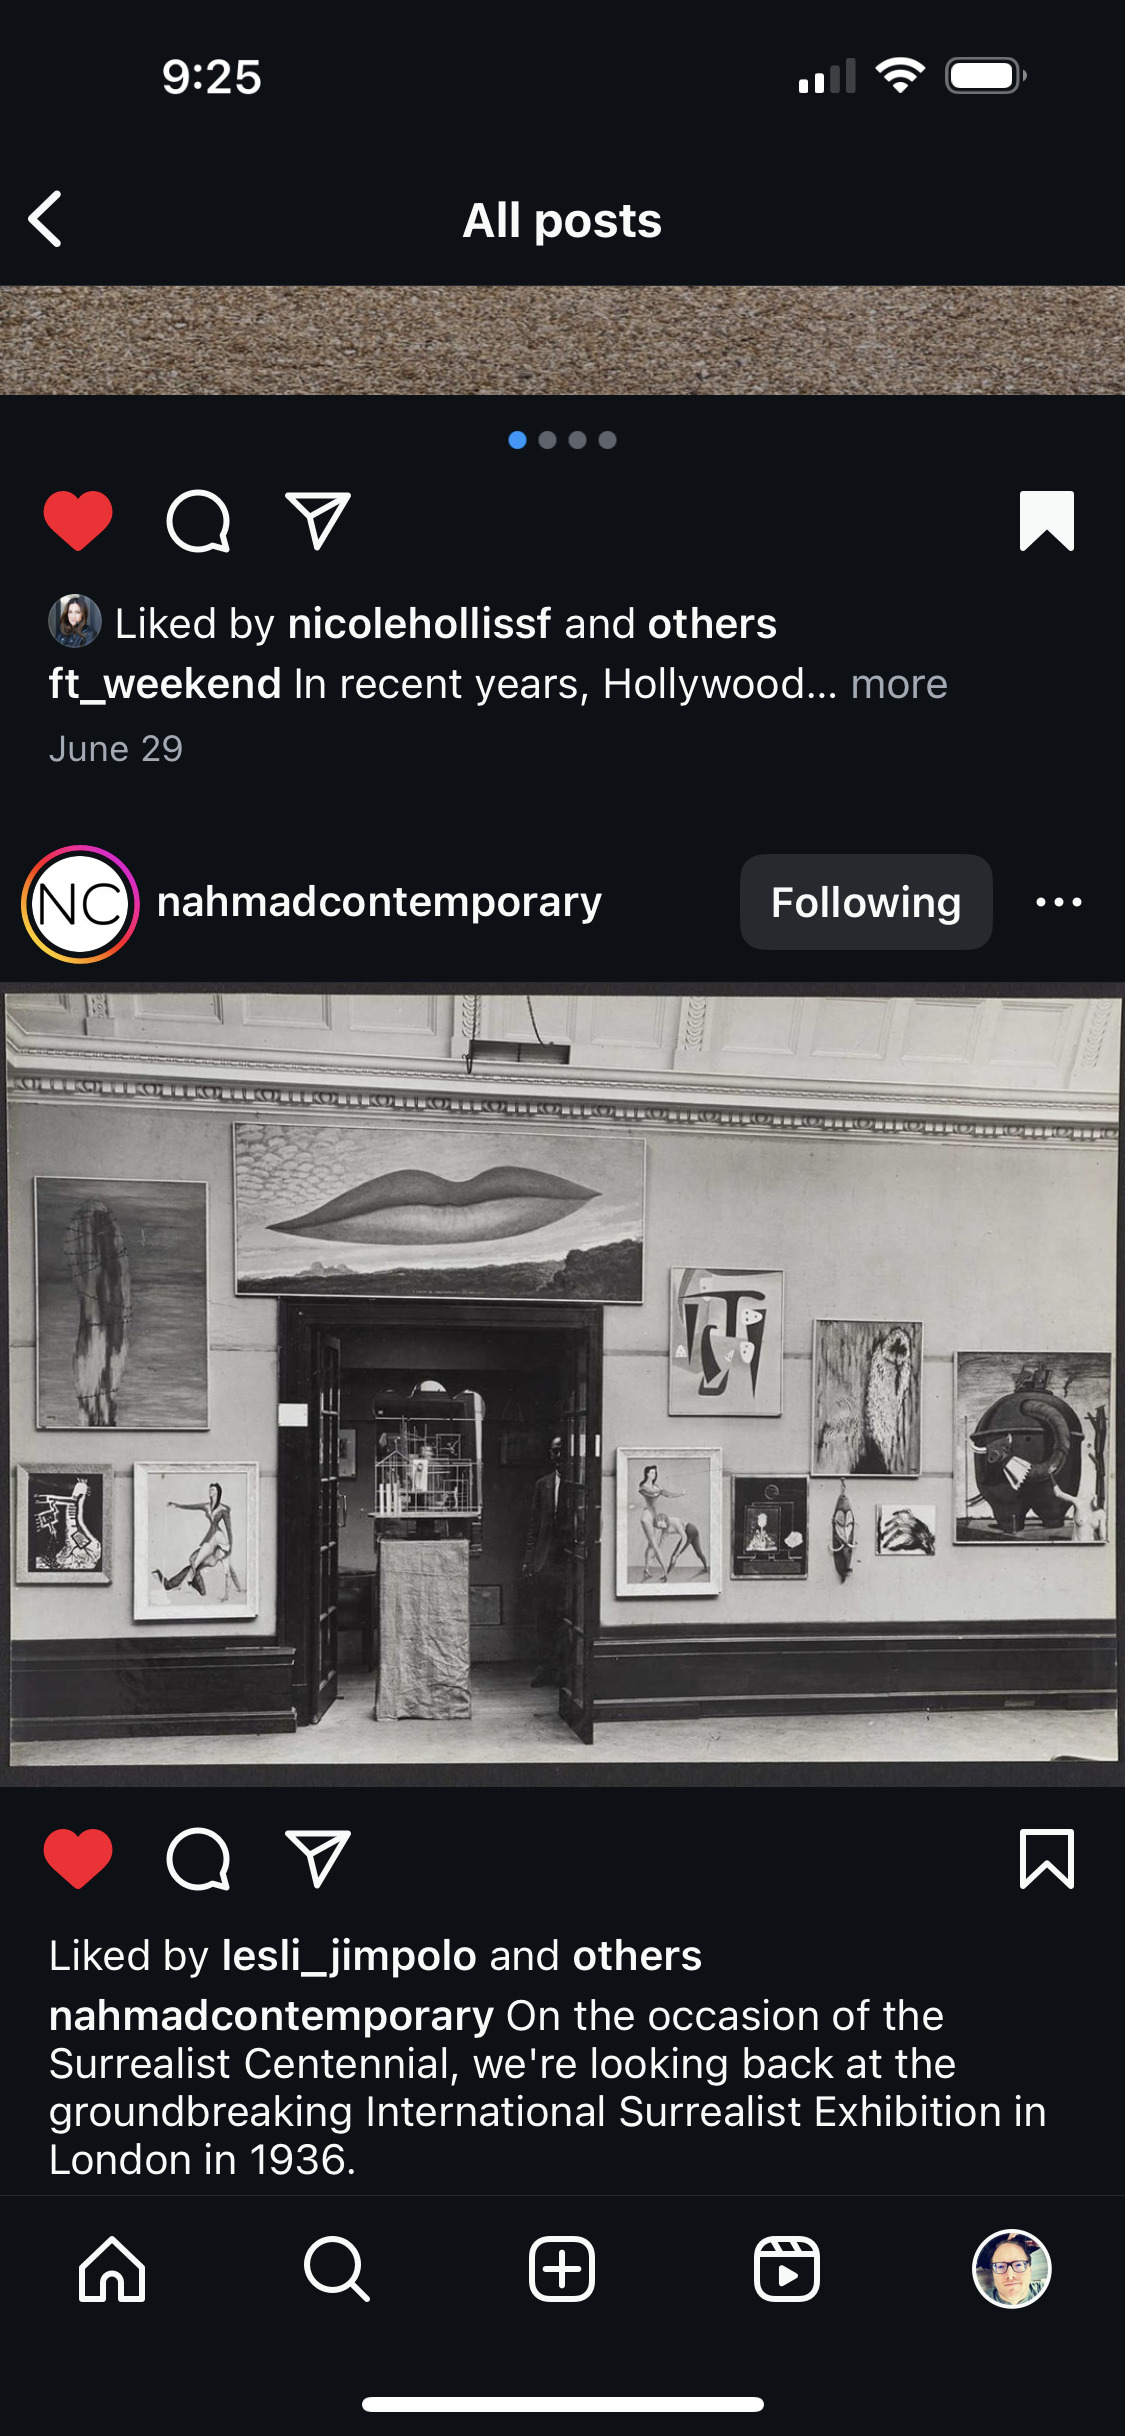 9:25
All posts
Liked by nicolehollissf and others
ft_weekend In recent years, Hollywood... more
June 29
NC
nahmadcontemporary
Following
Liked by lesli_jimpolo and others
nahmadcontemporary On the occasion of the
Surrealist Centennial, we're looking back at the
groundbreaking International Surrealist Exhibition in
London in 1936.